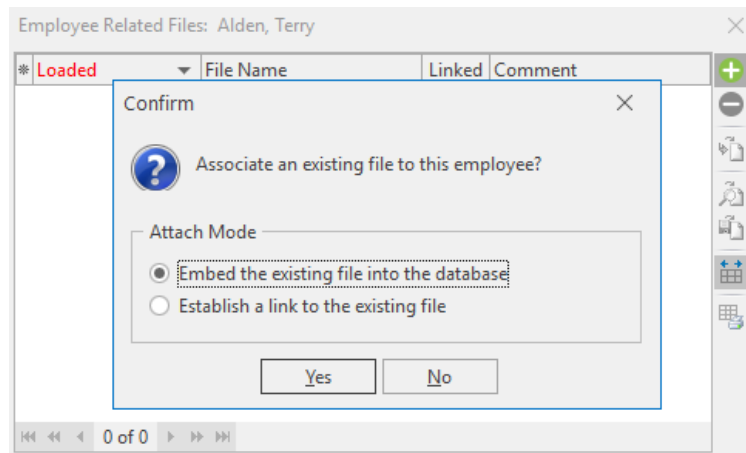 Employee Related Files: Alden, Terry
Loaded File Name Linked Comment
Confirm
Associate an existing file to this employee?
Attach Mode
Embed the existing file into the database
Establish a link to the existing file
Yes No
0 of 0